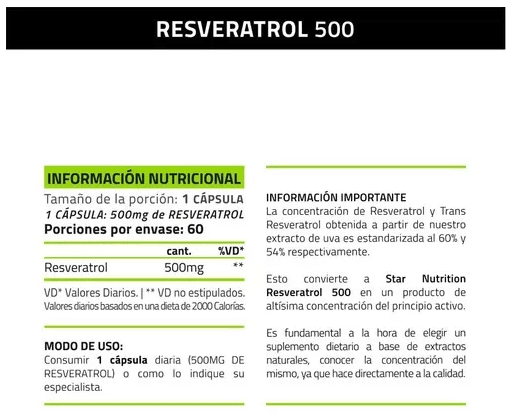 RESVERATROL 500
INFORMACIÓN NUTRICIONAL
Tamaño de la porción: 1 CÁPSULA
1 CÁPSULA: 500mg de RESVERATROL
Porciones por envase: 60
cant. %VD*
Resveratrol 500mg **
VD* Valores Diarios. | ** VD no estipulados.
Valores diarios basados en una dieta de 2000 Calorías.
MODO DE USO:
Consumir 1 cápsula diaria (500MG DE
RESVERATROL) o como lo indique su
especialista.
INFORMACIÓN IMPORTANTE
La concentración de Resveratrol y Trans
Resveratrol obtenida a partir de nuestro
extracto de uva es estandarizada al 60% y
54% respectivamente.
Esto convierte a Star Nutrition
Resveratrol 500 en un producto de
altísima concentración del principio activo.
Es fundamental a la hora de elegir un
suplemento dietario a base de extractos
naturales, conocer la concentración del
mismo, ya que hace directamente a la calidad.